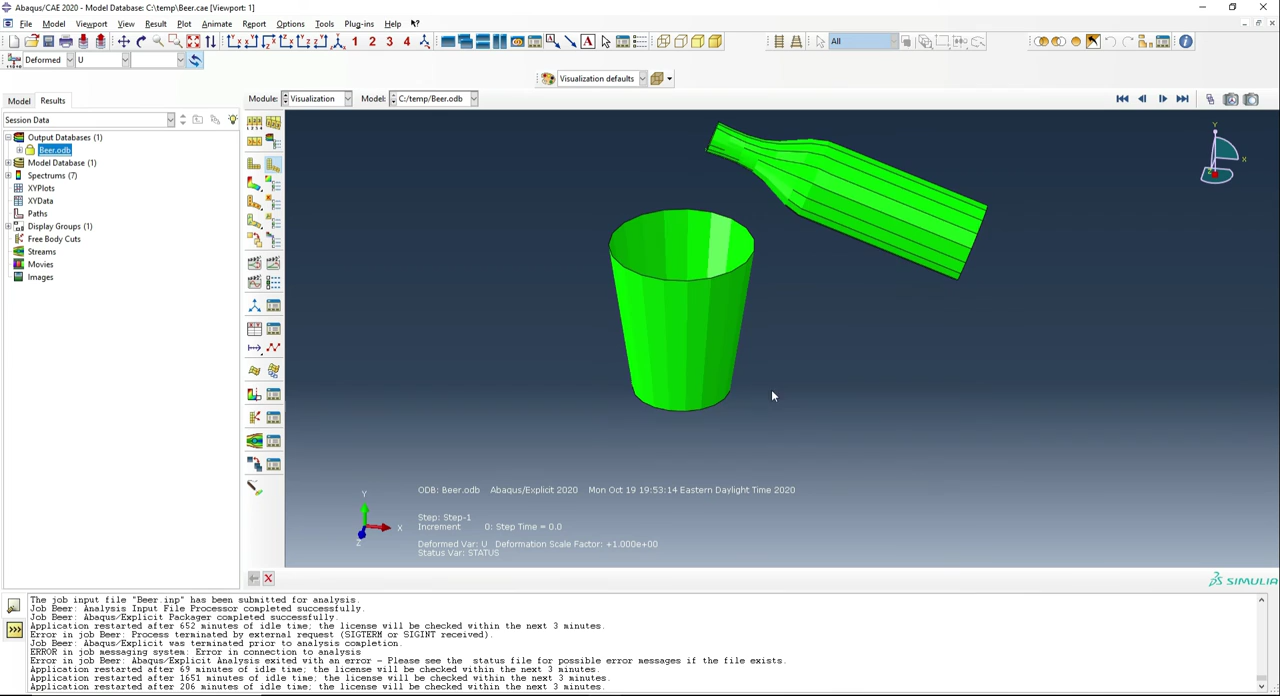 Abaqus/CAE 2020 - Model Database: C:\temp\Beer.cae [Viewport: 1]
File Model Viewport View Result Plot Animate Report Options Tools Plug-ins Help
1 2 3 4 A All i
Deformed U
Visualization defaults
Model Results Module: Visualization Model: C:/temp/Beer.odb
Session Data
Output Databases (1)
Beer.odb
Model Database (1)
Spectrums (7)
XYPlots
XYData
Paths
Display Groups (1)
Free Body Cuts
Streams
Movies
Images
Y
X
ODB: Beer.odb Abaqus/Explicit 2020 Mon Oct 19 19:53:14 Eastern Daylight Time 2020
Y
X
Z
Step: Step-1
Increment 0: Step Time = 0.0
Deformed Var: U Deformation Scale Factor: +1.000e+00
Status Var: STATUS
SIMULIA
The job input file "Beer.inp" has been submitted for analysis.
Job Beer: Analysis Input File Processor completed successfully.
Job Beer: Abaqus/Explicit Packager completed successfully.
Application restarted after 652 minutes of idle time; the license will be checked within the next 3 minutes.
Error in job Beer: Process terminated by external request (SIGTERM or SIGINT received).
Job Beer: Abaqus/Explicit was terminated prior to analysis completion.
ERROR in job messaging system: Error in connection to analysis
Error in job Beer: Abaqus/Explicit Analysis exited with an error - Please see the status file for possible error messages if the file exists.
Application restarted after 69 minutes of idle time; the license will be checked within the next 3 minutes.
Application restarted after 1651 minutes of idle time; the license will be checked within the next 3 minutes.
Application restarted after 206 minutes of idle time; the license will be checked within the next 3 minutes.